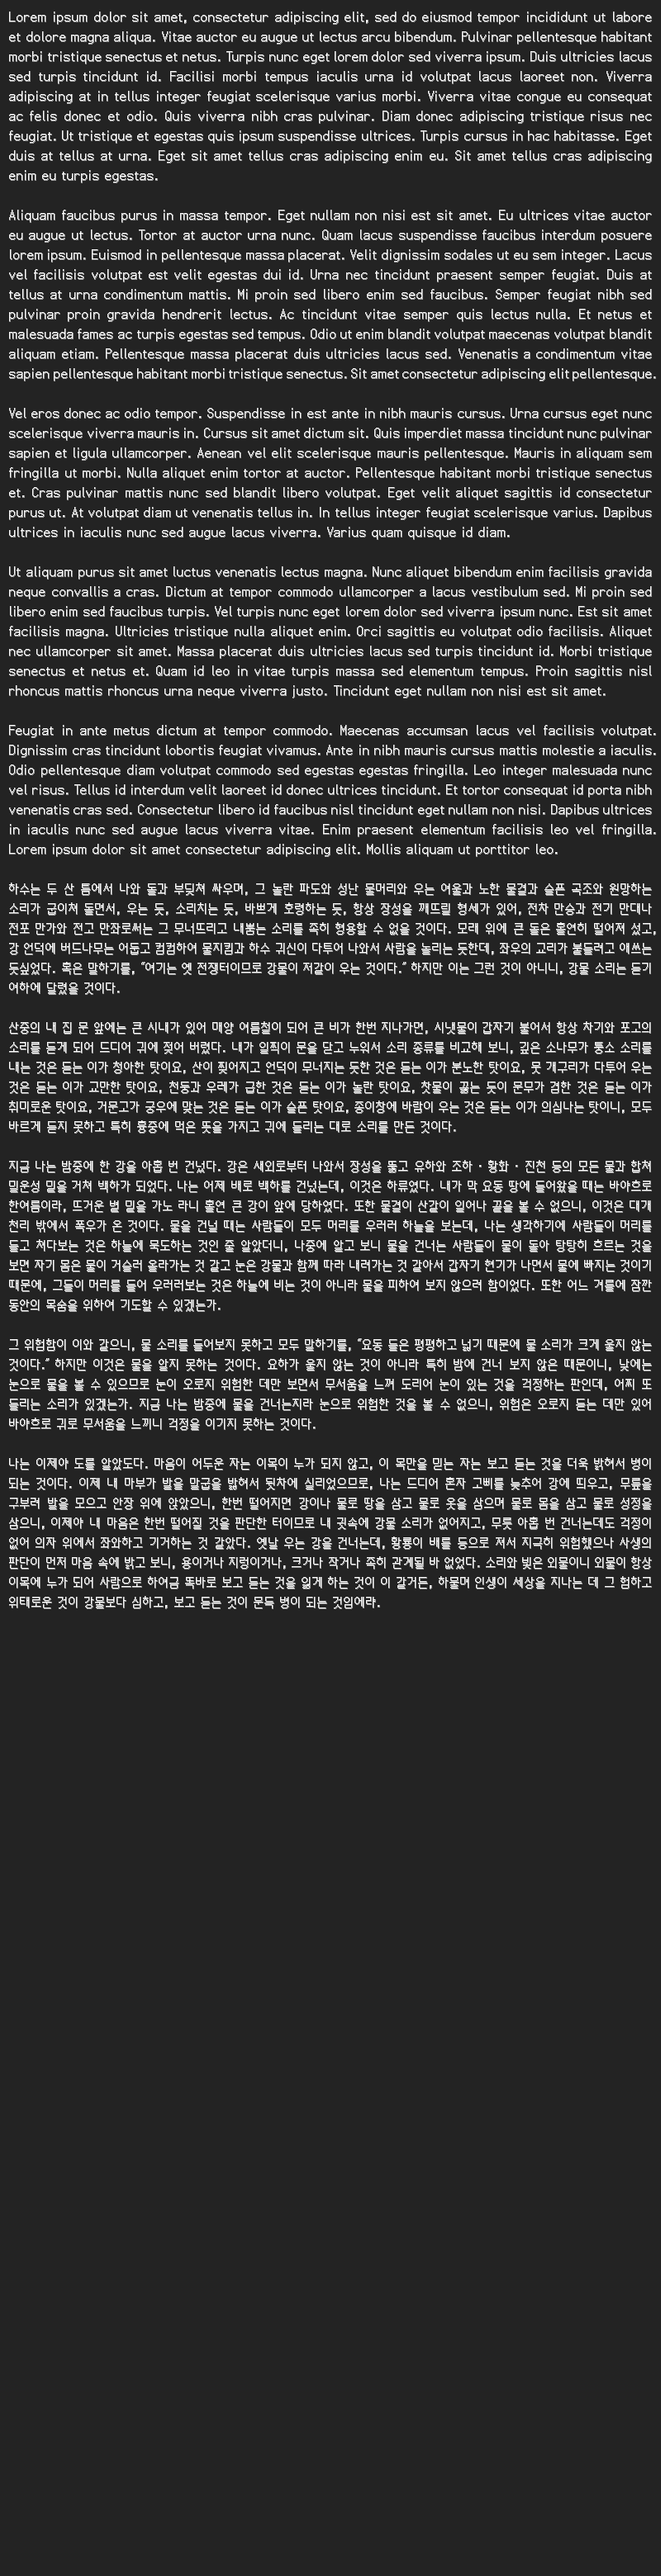 Lorem ipsum dolor sit amet, consectetur adipiscing elit, sed do eiusmod tempor incididunt ut labore
et dolore magna aliqua. Vitae auctor eu augue ut lectus arcu bibendum. Pulvinar pellentesque habitant
morbi tristique senectus et netus. Turpis nunc eget lorem dolor sed viverra ipsum. Duis ultricies lacus
sed turpis tincidunt id. Facilisi morbi tempus iaculis urna id volutpat lacus laoreet non. Viverra
adipiscing at in tellus integer feugiat scelerisque varius morbi. Viverra vitae congue eu consequat
ac felis donec et odio. Quis viverra nibh cras pulvinar. Diam donec adipiscing tristique risus nec
feugiat. Ut tristique et egestas quis ipsum suspendisse ultrices. Turpis cursus in hac habitasse. Eget
duis at tellus at urna. Eget sit amet tellus cras adipiscing enim eu. Sit amet tellus cras adipiscing
enim eu turpis egestas.

Aliquam faucibus purus in massa tempor. Eget nullam non nisi est sit amet. Eu ultrices vitae auctor
eu augue ut lectus. Tortor at auctor urna nunc. Quam lacus suspendisse faucibus interdum posuere
lorem ipsum. Euismod in pellentesque massa placerat. Velit dignissim sodales ut eu sem integer. Lacus
vel facilisis volutpat est velit egestas dui id. Urna nec tincidunt praesent semper feugiat. Duis at
tellus at urna condimentum mattis. Mi proin sed libero enim sed faucibus. Semper feugiat nibh sed
pulvinar proin gravida hendrerit lectus. Ac tincidunt vitae semper quis lectus nulla. Et netus et
malesuada fames ac turpis egestas sed tempus. Odio ut enim blandit volutpat maecenas volutpat blandit
aliquam etiam. Pellentesque massa placerat duis ultricies lacus sed. Venenatis a condimentum vitae
sapien pellentesque habitant morbi tristique senectus. Sit amet consectetur adipiscing elit pellentesque.

Vel eros donec ac odio tempor. Suspendisse in est ante in nibh mauris cursus. Urna cursus eget nunc
scelerisque viverra mauris in. Cursus sit amet dictum sit. Quis imperdiet massa tincidunt nunc pulvinar
sapien et ligula ullamcorper. Aenean vel elit scelerisque mauris pellentesque. Mauris in aliquam sem
fringilla ut morbi. Nulla aliquet enim tortor at auctor. Pellentesque habitant morbi tristique senectus
et. Cras pulvinar mattis nunc sed blandit libero volutpat. Eget velit aliquet sagittis id consectetur
purus ut. At volutpat diam ut venenatis tellus in. In tellus integer feugiat scelerisque varius. Dapibus
ultrices in iaculis nunc sed augue lacus viverra. Varius quam quisque id diam.

Ut aliquam purus sit amet luctus venenatis lectus magna. Nunc aliquet bibendum enim facilisis gravida
neque convallis a cras. Dictum at tempor commodo ullamcorper a lacus vestibulum sed. Mi proin sed
libero enim sed faucibus turpis. Vel turpis nunc eget lorem dolor sed viverra ipsum nunc. Est sit amet
facilisis magna. Ultricies tristique nulla aliquet enim. Orci sagittis eu volutpat odio facilisis. Aliquet
nec ullamcorper sit amet. Massa placerat duis ultricies lacus sed turpis tincidunt id. Morbi tristique
senectus et netus et. Quam id leo in vitae turpis massa sed elementum tempus. Proin sagittis nisl
rhoncus mattis rhoncus urna neque viverra justo. Tincidunt eget nullam non nisi est sit amet.

Feugiat in ante metus dictum at tempor commodo. Maecenas accumsan lacus vel facilisis volutpat.
Dignissim cras tincidunt lobortis feugiat vivamus. Ante in nibh mauris cursus mattis molestie a iaculis.
Odio pellentesque diam volutpat commodo sed egestas egestas fringilla. Leo integer malesuada nunc
vel risus. Tellus id interdum velit laoreet id donec ultrices tincidunt. Et tortor consequat id porta nibh
venenatis cras sed. Consectetur libero id faucibus nisl tincidunt eget nullam non nisi. Dapibus ultrices
in iaculis nunc sed augue lacus viverra vitae. Enim praesent elementum facilisis leo vel fringilla.
Lorem ipsum dolor sit amet consectetur adipiscing elit. Mollis aliquam ut porttitor leo.

하수는 두 산 틈에서 나와 돌과 부딪쳐 싸우며, 그 놀란 파도와 성난 물머리와 우는 여울과 노한 물결과 슬픈 곡조와 원망하는
소리가 굽이쳐 돌면서, 우는 듯, 소리치는 듯, 바쁘게 호령하는 듯, 항상 장성을 깨뜨릴 형세가 있어, 전차 만승과 전기 만대나
전포 만가와 전고 만좌로써는 그 무너뜨리고 내뿜는 소리를 족히 형용할 수 없을 것이다. 모래 위에 큰 돌은 홀연히 떨어져 섰고,
강 언덕에 버드나무는 어둡고 컴컴하여 물지킴과 하수 귀신이 다투어 나와서 사람을 놀리는 듯한데, 좌우의 교리가 붙들려고 애쓰는
듯싶었다. 혹은 말하기를, “여기는 옛 전쟁터이므로 강물이 저같이 우는 것이다.” 하지만 이는 그런 것이 아니니, 강물 소리는 듣기
여하에 달렸을 것이다.

산중의 내 집 문 앞에는 큰 시내가 있어 매양 여름철이 되어 큰 비가 한번 지나가면, 시냇물이 갑자기 불어서 항상 차기와 포고의
소리를 듣게 되어 드디어 귀에 젖어 버렸다. 내가 일찍이 문을 닫고 누워서 소리 종류를 비교해 보니, 깊은 소나무가 퉁소 소리를
내는 것은 듣는 이가 청아한 탓이요, 산이 찢어지고 언덕이 무너지는 듯한 것은 듣는 이가 분노한 탓이요, 뭇 개구리가 다투어 우는
것은 듣는 이가 교만한 탓이요, 천둥과 우레가 급한 것은 듣는 이가 놀란 탓이요, 찻물이 끓는 듯이 문무가 겸한 것은 듣는 이가
취미로운 탓이요, 거문고가 궁우에 맞는 것은 듣는 이가 슬픈 탓이요, 종이창에 바람이 우는 것은 듣는 이가 의심나는 탓이니, 모두
바르게 듣지 못하고 특히 흉중에 먹은 뜻을 가지고 귀에 들리는 대로 소리를 만든 것이다.

지금 나는 밤중에 한 강을 아홉 번 건넜다. 강은 새외로부터 나와서 장성을 뚫고 유하와 조하 · 황화 · 진천 등의 모든 물과 합쳐
밀운성 밑을 거쳐 백하가 되었다. 나는 어제 배로 백하를 건넜는데, 이것은 하류였다. 내가 막 요동 땅에 들어왔을 때는 바야흐로
한여름이라, 뜨거운 볕 밑을 가노 라니 홀연 큰 강이 앞에 당하였다. 또한 물결이 산같이 일어나 끝을 볼 수 없으니, 이것은 대개
천리 밖에서 폭우가 온 것이다. 물을 건널 때는 사람들이 모두 머리를 우러러 하늘을 보는데, 나는 생각하기에 사람들이 머리를
들고 쳐다보는 것은 하늘에 묵도하는 것인 줄 알았더니, 나중에 알고 보니 물을 건너는 사람들이 물이 돌아 탕탕히 흐르는 것을
보면 자기 몸은 물이 거슬러 올라가는 것 같고 눈은 강물과 함께 따라 내려가는 것 같아서 갑자기 현기가 나면서 물에 빠지는 것이기
때문에, 그들이 머리를 들어 우러러보는 것은 하늘에 비는 것이 아니라 물을 피하여 보지 않으려 함이었다. 또한 어느 겨를에 잠깐
동안의 목숨을 위하여 기도할 수 있겠는가.

그 위험함이 이와 같으니, 물 소리를 들어보지 못하고 모두 말하기를, “요동 들은 평평하고 넓기 때문에 물 소리가 크게 울지 않는
것이다.” 하지만 이것은 물을 알지 못하는 것이다. 요하가 울지 않는 것이 아니라 특히 밤에 건너 보지 않은 때문이니, 낮에는
눈으로 물을 볼 수 있으므로 눈이 오로지 위험한 데만 보면서 무서움을 느껴 도리어 눈이 있는 것을 걱정하는 판인데, 어찌 또
들리는 소리가 있겠는가. 지금 나는 밤중에 물을 건너는지라 눈으로 위험한 것을 볼 수 없으니, 위험은 오로지 듣는 데만 있어
바야흐로 귀로 무서움을 느끼니 걱정을 이기지 못하는 것이다.

나는 이제야 도를 알았도다. 마음이 어두운 자는 이목이 누가 되지 않고, 이 목만을 믿는 자는 보고 듣는 것을 더욱 밝혀서 병이
되는 것이다. 이제 내 마부가 발을 말굽을 밟혀서 뒷차에 실리었으므로, 나는 드디어 혼자 고삐를 늦추어 강에 띄우고, 무릎을
구부려 발을 모으고 안장 위에 앉았으니, 한번 떨어지면 강이나 물로 땅을 삼고 물로 옷을 삼으며 물로 몸을 삼고 물로 성정을
삼으니, 이제야 내 마음은 한번 떨어질 것을 판단한 터이므로 내 귓속에 강물 소리가 없어지고, 무릇 아홉 번 건너는데도 걱정이
없어 의자 위에서 좌와하고 기거하는 것 같았다. 옛날 우는 강을 건너는데, 황룡이 배를 등으로 져서 지극히 위험했으나 사생의
판단이 먼저 마음 속에 밝고 보니, 용이거나 지렁이거나, 크거나 작거나 족히 관계될 바 없었다. 소리와 빛은 외물이니 외물이 항상
이목에 누가 되어 사람으로 하여금 똑바로 보고 듣는 것을 잃게 하는 것이 이 같거든, 하물며 인생이 세상을 지나는 데 그 험하고
위태로운 것이 강물보다 심하고, 보고 듣는 것이 문득 병이 되는 것임에랴.